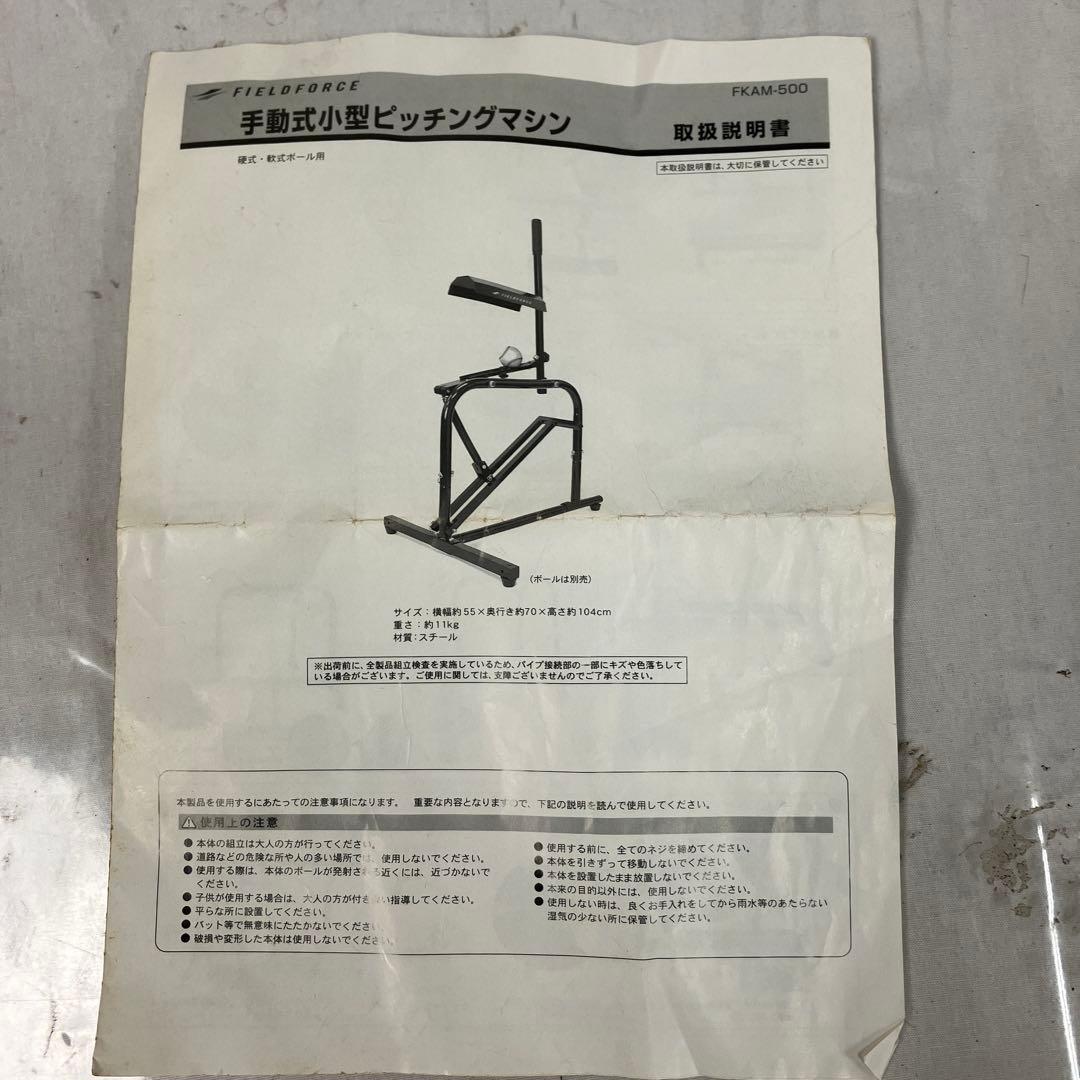 FIELDFORCE
FKAM-500
手動式小型ピッチングマシン
取扱説明書
硬式・軟式ボール用
本取扱説明書は、大切に保管してください
FIELDFORCE
（ボールは別売）
サイズ：横幅約55×奥行き約70×高さ約104cm
重さ：約11kg
材質：スチール
※出荷前に、全製品組立検査を実施しているため、パイプ接続部の一部にキズや色落ちして
いる場合がございます。ご使用に関しては、支障ございませんのでご了承ください。
本製品を使用するにあたっての注意事項になります。 重要な内容となりますので、下記の説明を読んで使用してください。
使用上の注意
●本体の組立は大人の方が行ってください。
●道路などの危険な所や人の多い場所では、使用しないでください。
●使用する際は、本体のボールが発射される近くには、近づかないで
ください。
●子供が使用する場合は、大人の方が付き添い指導してください。
●平らな所に設置してください。
●バット等で無意味にたたかないでください。
●破損や変形した本体は使用しないでください。
●使用する前に、全てのネジを締めてください。
●本体を引きずって移動しないでください。
●本体を設置したまま放置しないでください。
●本来の目的以外には、使用しないでください。
●使用しない時は、良くお手入れをしてから雨水等のあたらない
湿気の少ない所に保管してください。